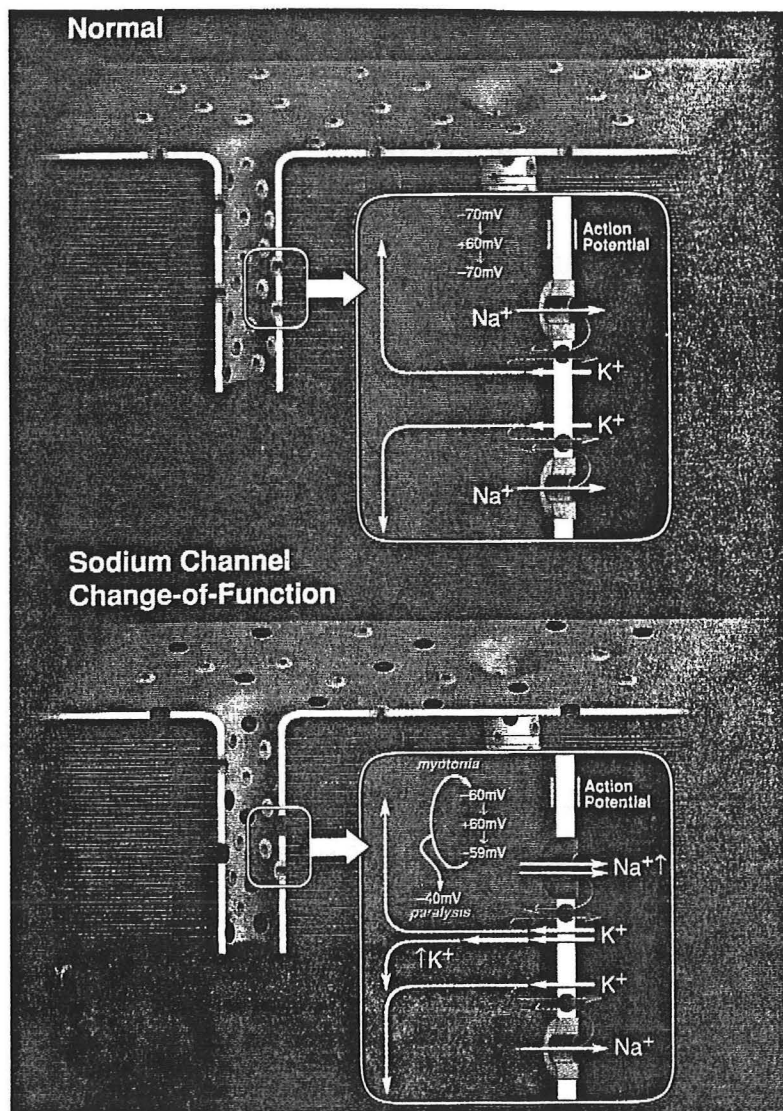 Normal
−70mV
↓
+60mV
↓
−70mV
Action
Potential
Na⁺
K⁺
K⁺
Na⁺
Sodium Channel
Change-of-Function
myotonia
−60mV
↓
+60mV
↓
−59mV
−40mV
paralysis
Action
Potential
Na⁺↑
K⁺
↑K⁺
K⁺
Na⁺